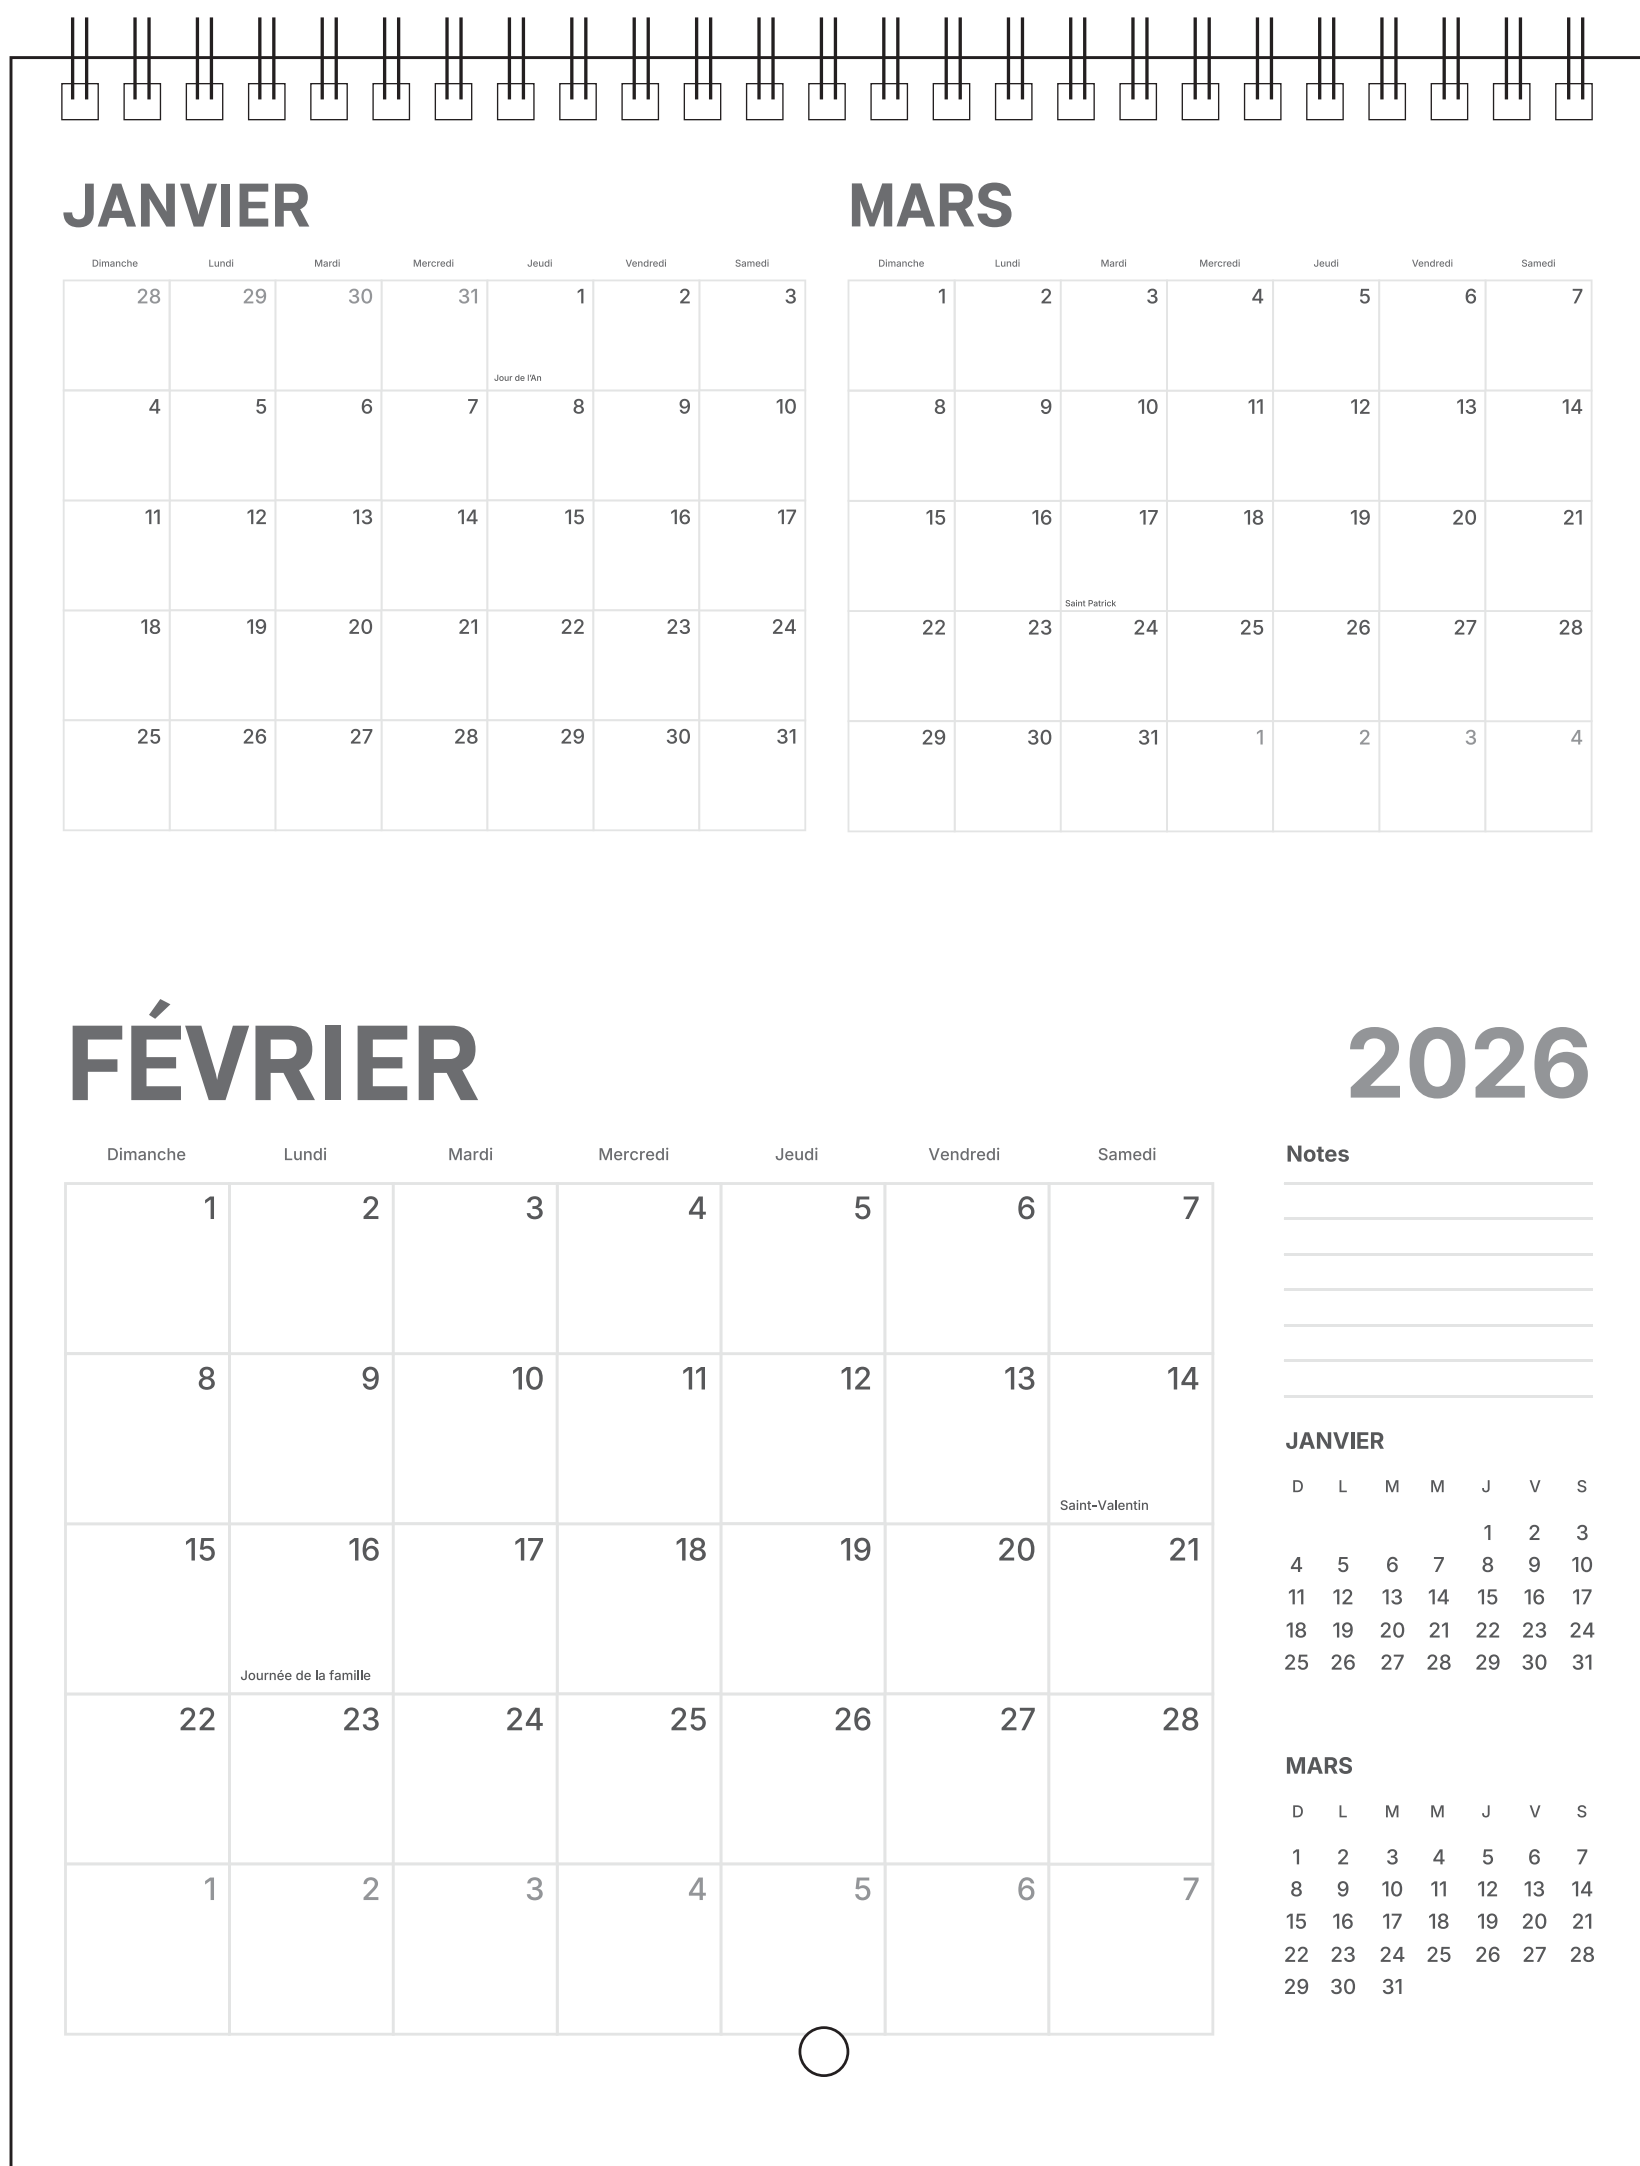 JANVIER
Dimanche Lundi Mardi Mercredi Jeudi Vendredi Samedi
28 29 30 31 1 2 3
Jour de l'An
4 5 6 7 8 9 10
11 12 13 14 15 16 17
18 19 20 21 22 23 24
25 26 27 28 29 30 31
MARS
Dimanche Lundi Mardi Mercredi Jeudi Vendredi Samedi
1 2 3 4 5 6 7
8 9 10 11 12 13 14
15 16 17 18 19 20 21
Saint Patrick
22 23 24 25 26 27 28
29 30 31 1 2 3 4
FÉVRIER
2026
Dimanche Lundi Mardi Mercredi Jeudi Vendredi Samedi
1 2 3 4 5 6 7
8 9 10 11 12 13 14
Saint-Valentin
15 16 17 18 19 20 21
Journée de la famille
22 23 24 25 26 27 28
1 2 3 4 5 6 7
Notes
JANVIER
D L M M J V S
1 2 3
4 5 6 7 8 9 10
11 12 13 14 15 16 17
18 19 20 21 22 23 24
25 26 27 28 29 30 31
MARS
D L M M J V S
1 2 3 4 5 6 7
8 9 10 11 12 13 14
15 16 17 18 19 20 21
22 23 24 25 26 27 28
29 30 31